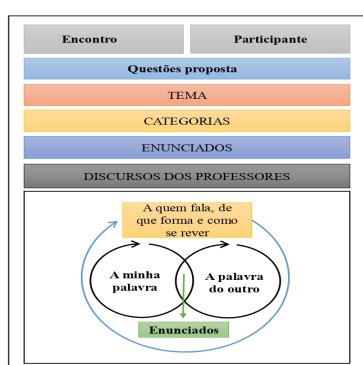 Encontro
Participante
Questões proposta
TEMA
CATEGORIAS
ENUNCIADOS
DISCURSOS DOS PROFESSORES
A quem fala, de
que forma e como
se rever
A minha
palavra
A palavra
do outro
Enunciados